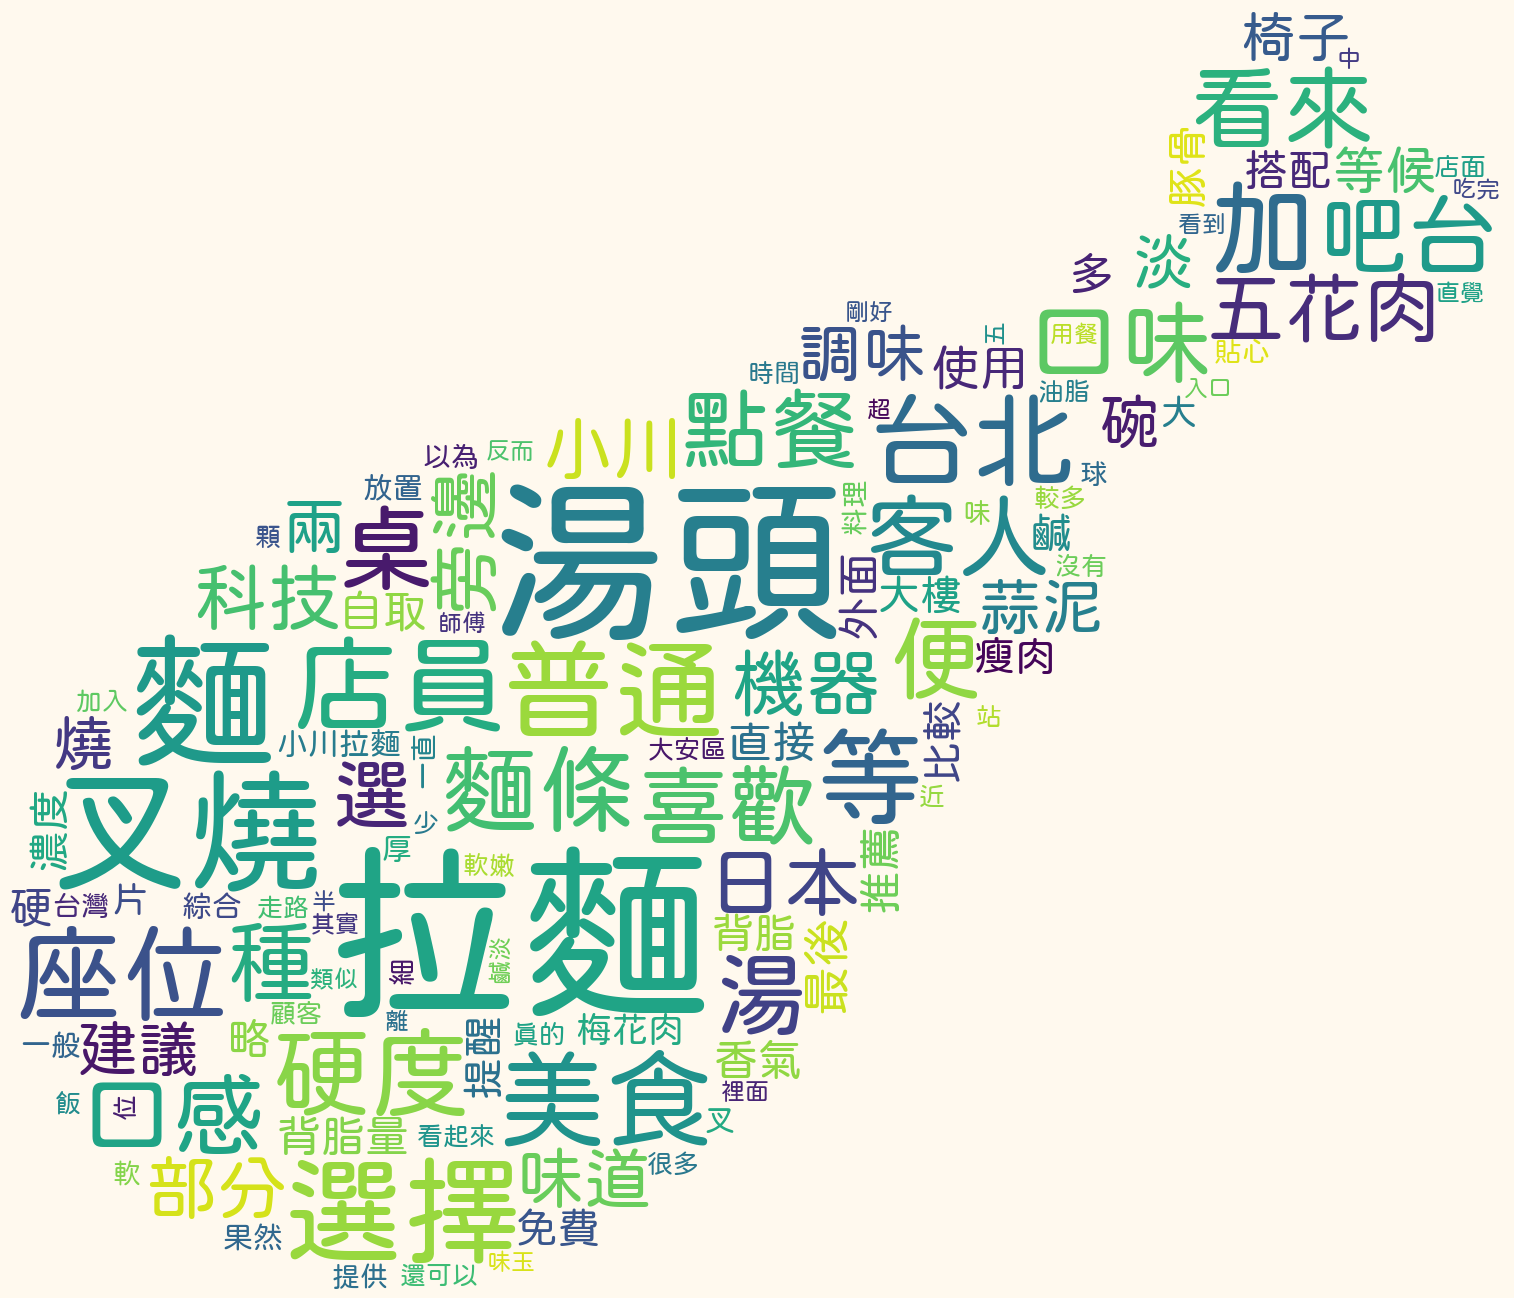 椅子
中
看來
豚骨
搭配
等候
店面
吃完
看到
加
吧台
多
淡
五花肉
直覺
剛好
調味
五
使用
口味
用餐
貼心
時間
油脂
入口
小川
點餐
超
台北
碗
大
以為
反而
放置
旁邊
湯頭
料理
客人
味
較多
球
鹹
顆
兩
桌
科技
自取
師傅
外面
大樓
沒有
蒜泥
麵
店員
普通
機器
便
瘦肉
加入
燒
小川拉麵
一直
大安區
直接
等
比較
站
濃度
叉燒
選
少
麵條
喜歡
近
厚
軟嫩
拉麵
日本
推薦
硬
台灣
片
綜合
走路
半
其實
背脂
最後
座位
種
類似
細
鹹淡
湯
顧客
離
一般
建議
略
硬度
提醒
眞的
梅花肉
香氣
裡面
飯
口感
位
美食
叉
背脂量
看起來
軟
部分
選擇
味道
很多
果然
免費
味玉
提供
還可以